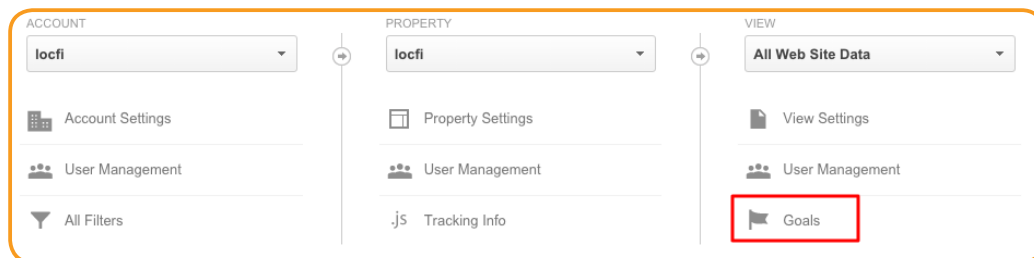 ACCOUNT
locfi
Account Settings
User Management
All Filters
PROPERTY
locfi
Property Settings
User Management
.js Tracking Info
VIEW
All Web Site Data
View Settings
User Management
Goals